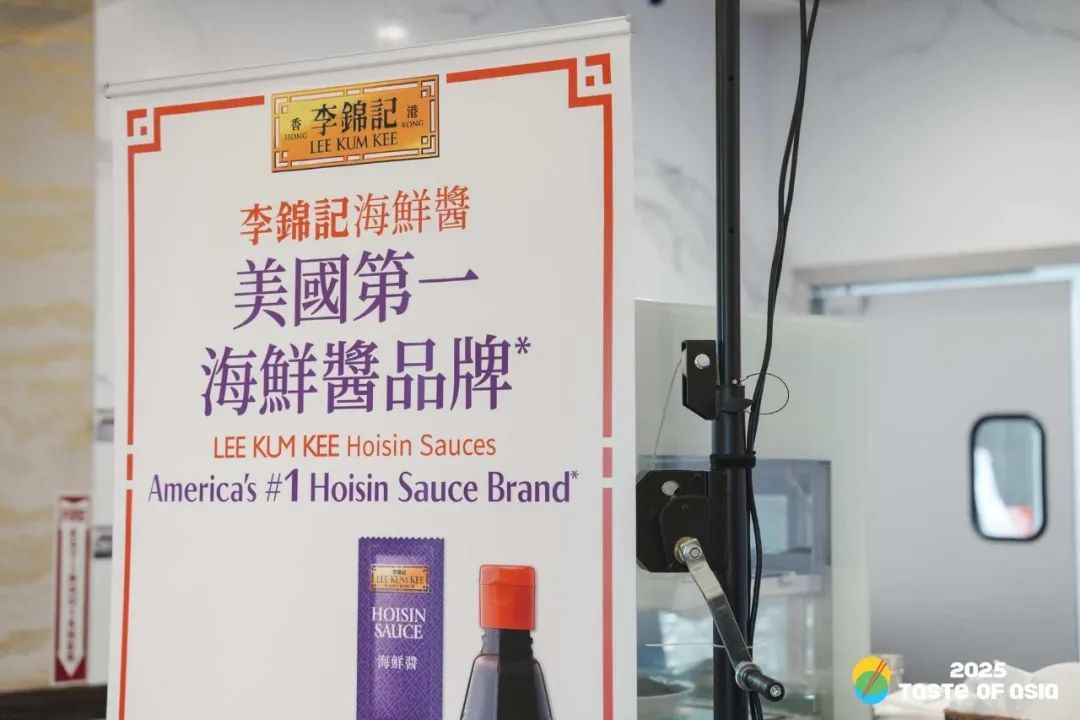 香 李錦記 港
HONG KONG
LEE KUM KEE
李錦記海鮮醬
美國第一
海鮮醬品牌*
LEE KUM KEE Hoisin Sauces
America's #1 Hoisin Sauce Brand*
李錦記
LEE KUM KEE
HOISIN
SAUCE
海鮮醬
FIRE
2025
TASTE OF ASIA